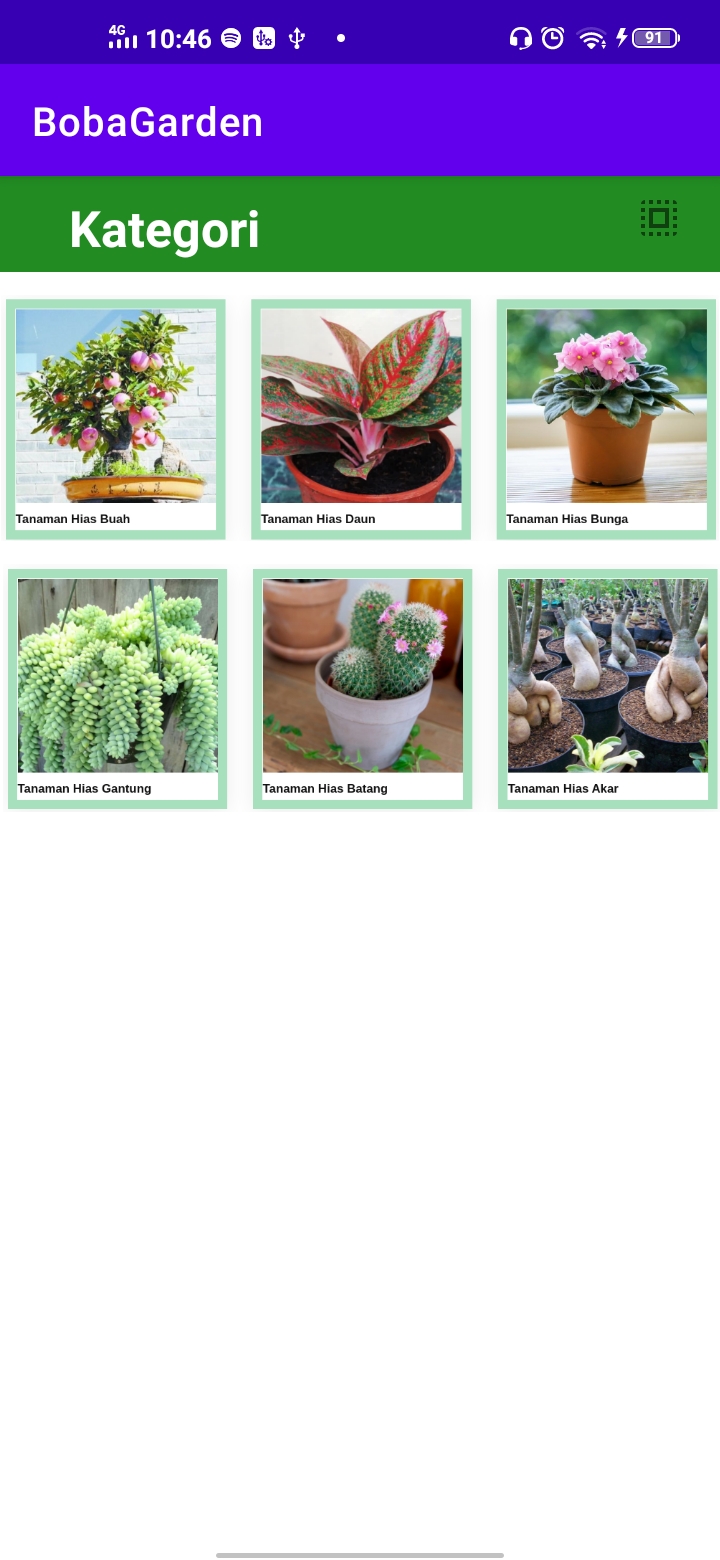 4G 10:46 91
BobaGarden
Kategori
Tanaman Hias Buah
Tanaman Hias Daun
Tanaman Hias Bunga
Tanaman Hias Gantung
Tanaman Hias Batang
Tanaman Hias Akar